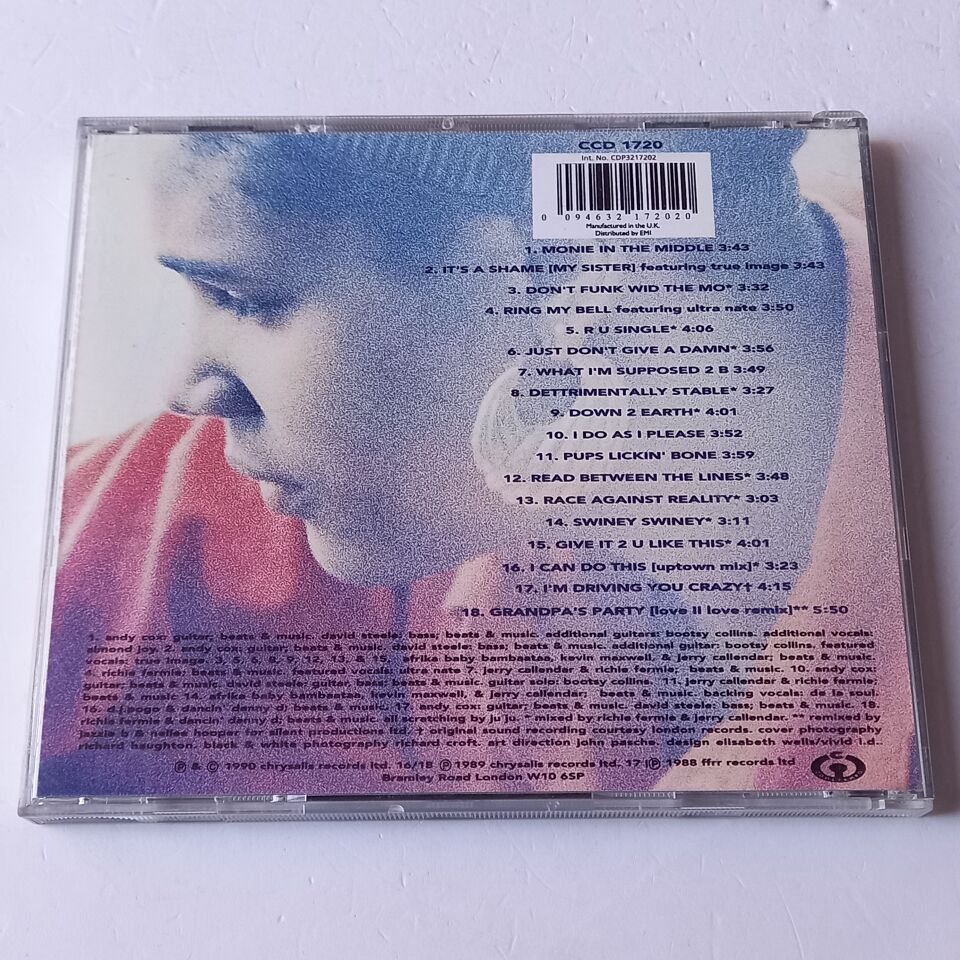 CCD 1720
Int. No. CDP3217202
0 094632 172020
Manufactured in the U.K.
Distributed by EMI
1. MONIE IN THE MIDDLE 3:43
2. IT'S A SHAME [MY SISTER] featuring true image 3:43
3. DON'T FUNK WID THE MO* 3:32
4. RING MY BELL featuring ultra nate 3:50
5. R U SINGLE* 4:06
6. JUST DON'T GIVE A DAMN* 3:56
7. WHAT I'M SUPPOSED 2 B 3:49
8. DETTRIMENTALLY STABLE* 3:27
9. DOWN 2 EARTH* 4:01
10. I DO AS I PLEASE 3:52
11. PUPS LICKIN' BONE 3:59
12. READ BETWEEN THE LINES* 3:48
13. RACE AGAINST REALITY* 3:03
14. SWINEY SWINEY* 3:11
15. GIVE IT 2 U LIKE THIS* 4:01
16. I CAN DO THIS [uptown mix]* 3:23
17. I'M DRIVING YOU CRAZY† 4:15
18. GRANDPA'S PARTY [love II love remix]** 5:50
1. andy cox: guitar; beats & music. david steele: bass; beats & music. additional guitars: bootsy collins. additional vocals:
almond joy. 2. andy cox; guitar; beats & music. david steele: bass; beats & music. additional guitar: bootsy collins. featured
vocals: true image. 3, 5, 6, 8, 9, 12, 13, & 15. afrika baby bambaataa, kevin maxwell, & jerry callendar; beats & music.
4. richie fermie; beats & music. featured vocals: ultra nate 7. jerry callendar & richie fermie; beats & music. 10. andy cox:
guitar; beats & music. david steele: guitar, bass; beats & music. guitar solo: bootsy collins. 11. jerry callendar & richie fermie;
beats & music 14. afrika baby bambaataa, kevin maxwell, & jerry callendar; beats & music. backing vocals: de la soul.
16. d.j.pogo & dancin' danny d; beats & music. 17. andy cox: guitar; beats & music. david steele: bass; beats & music. 18.
richie fermie & dancin' danny d; beats & music. all scratching by ju ju. * mixed by richie fermie & jerry callendar. ** remixed by
jazzie b & nellee hooper for silent productions ltd. † original sound recording courtesy london records. cover photography
richard haughton. black & white photography richard croft. art direction john pasche. design elisabeth wells/vivid i.d..
℗ & © 1990 chrysalis records ltd. 16/18 ℗ 1989 chrysalis records ltd. 17 ℗ 1988 ffrr records ltd
Bramley Road London W10 6SP